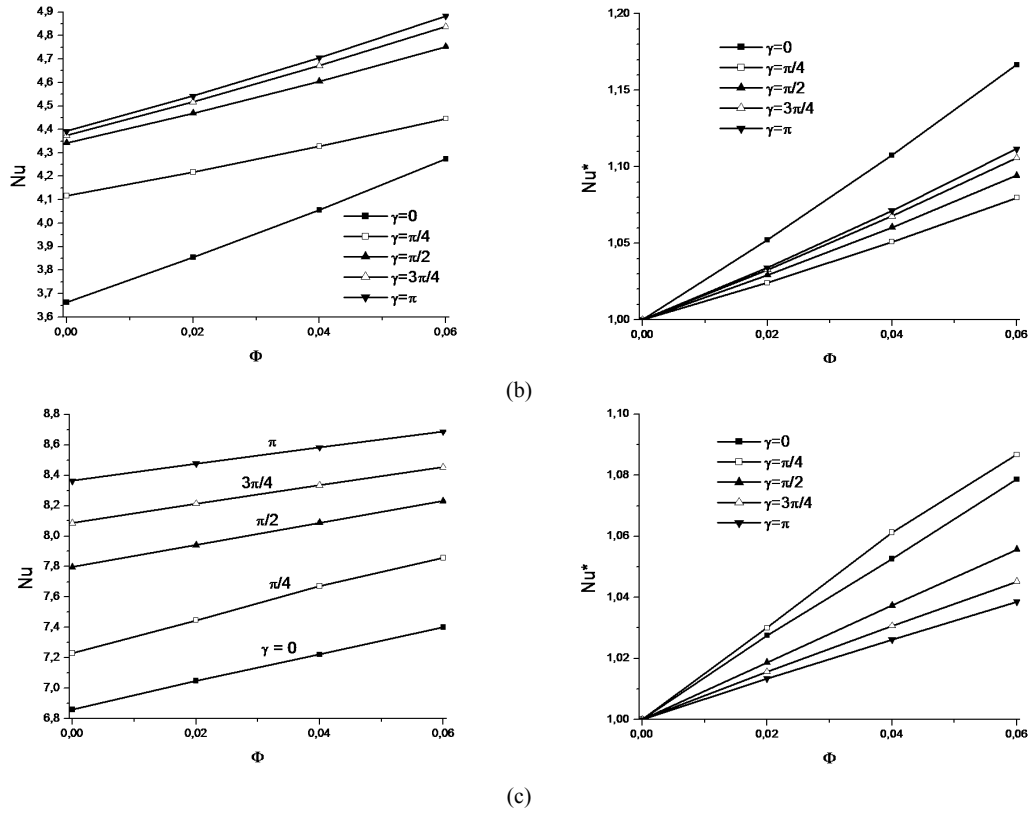 4,9
4,8
4,7
4,6
4,5
4,4
4,3
4,2
4,1
4,0
3,9
3,8
3,7
3,6
Nu
0,00
0,02
0,04
0,06
Φ
γ=0
γ=π/4
γ=π/2
γ=3π/4
γ=π
1,20
1,15
1,10
1,05
1,00
Nu*
0,00
0,02
0,04
0,06
Φ
γ=0
γ=π/4
γ=π/2
γ=3π/4
γ=π
(b)
8,8
8,6
8,4
8,2
8,0
7,8
7,6
7,4
7,2
7,0
6,8
Nu
π
3π/4
π/2
π/4
γ = 0
0,00
0,02
0,04
0,06
Φ
1,10
1,08
1,06
1,04
1,02
1,00
Nu*
γ=0
γ=π/4
γ=π/2
γ=3π/4
γ=π
0,00
0,02
0,04
0,06
Φ
(c)